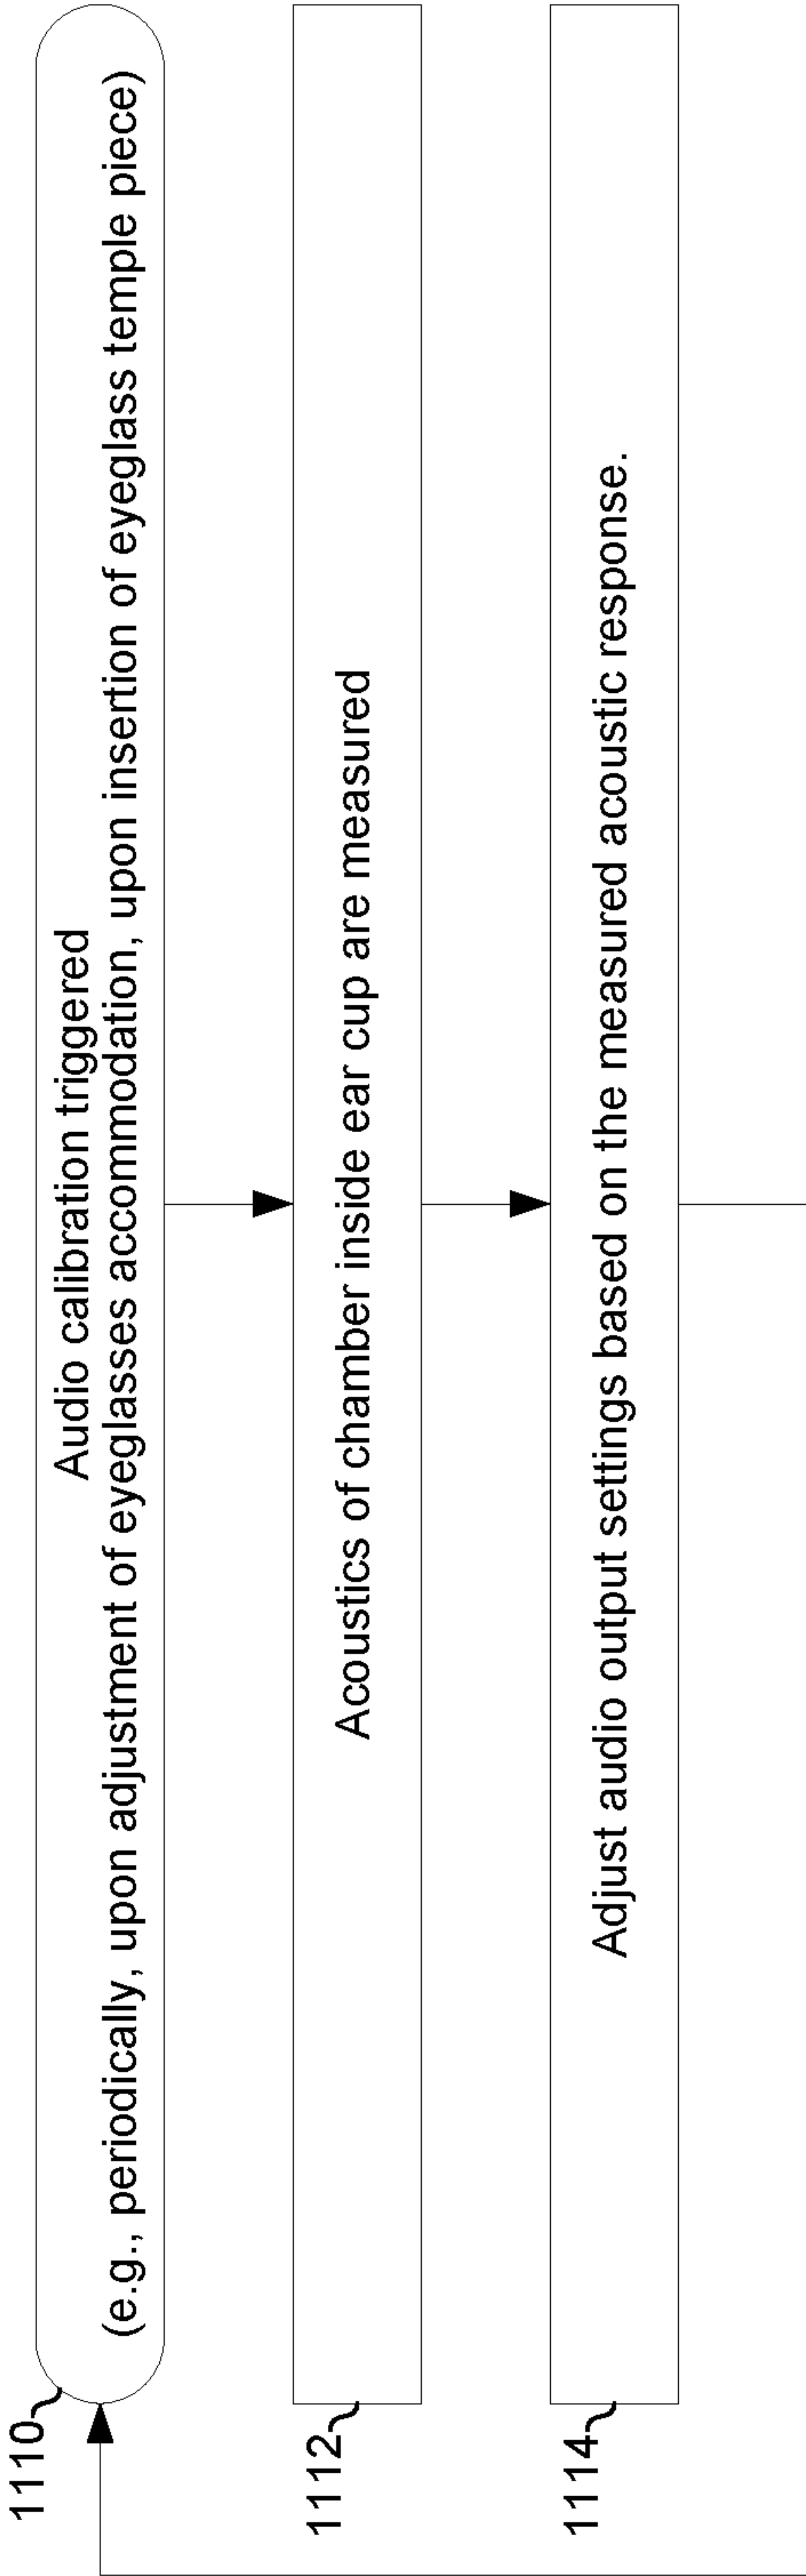 1110
Audio calibration triggered
(e.g., periodically, upon adjustment of eyeglasses accommodation, upon insertion of eyeglass temple piece)
1112
Acoustics of chamber inside ear cup are measured
1114
Adjust audio output settings based on the measured acoustic response.